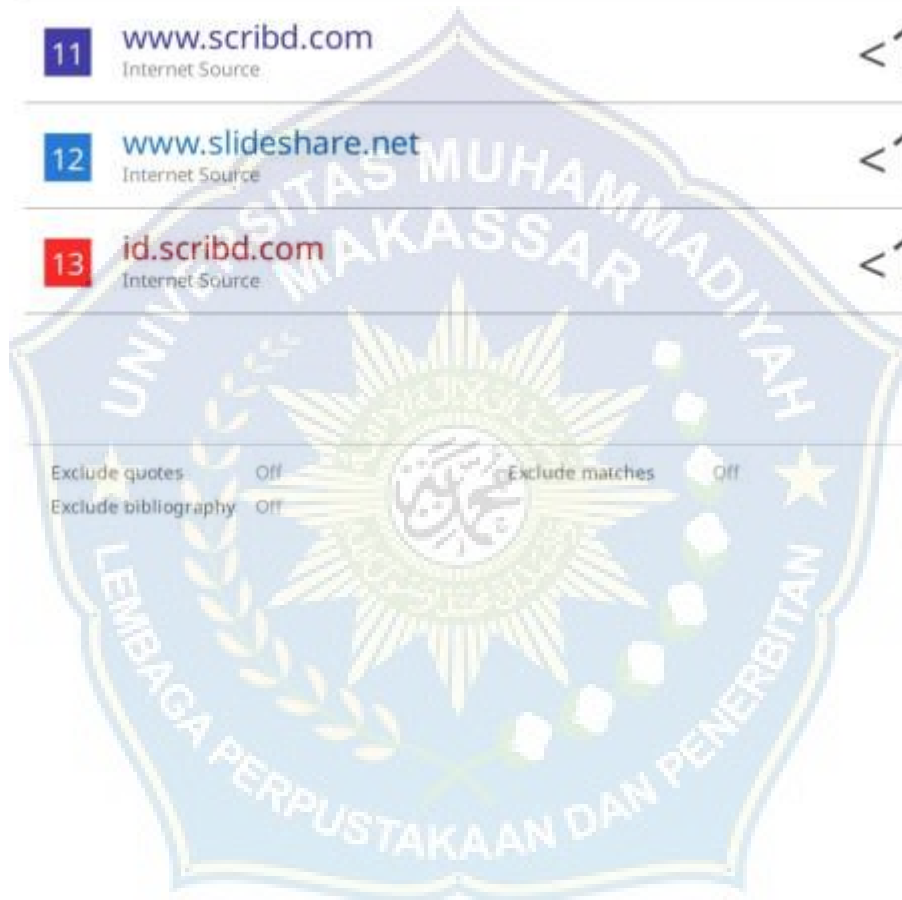 11 www.scribd.com <
Internet Source
12 www.slideshare.net <
Internet Source
13 id.scribd.com <
Internet Source
Exclude quotes Off Exclude matches Off
Exclude bibliography Off
UNIVERSITAS MUHAMMADIYAH
MAKASSAR
LEMBAGA PERPUSTAKAAN DAN PENERBITAN